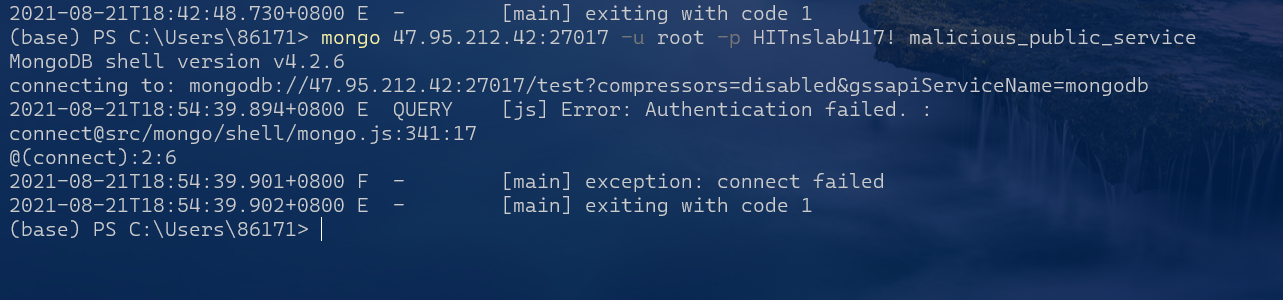 2021-08-21T18:42:48.730+0800 E  -        [main] exiting with code 1
(base) PS C:\Users\86171> mongo 47.95.212.42:27017 -u root -p HITnslab417! malicious_public_service
MongoDB shell version v4.2.6
connecting to: mongodb://47.95.212.42:27017/test?compressors=disabled&gssapiServiceName=mongodb
2021-08-21T18:54:39.894+0800 E  QUERY    [js] Error: Authentication failed. :
connect@src/mongo/shell/mongo.js:341:17
@(connect):2:6
2021-08-21T18:54:39.901+0800 F  -        [main] exception: connect failed
2021-08-21T18:54:39.902+0800 E  -        [main] exiting with code 1
(base) PS C:\Users\86171>